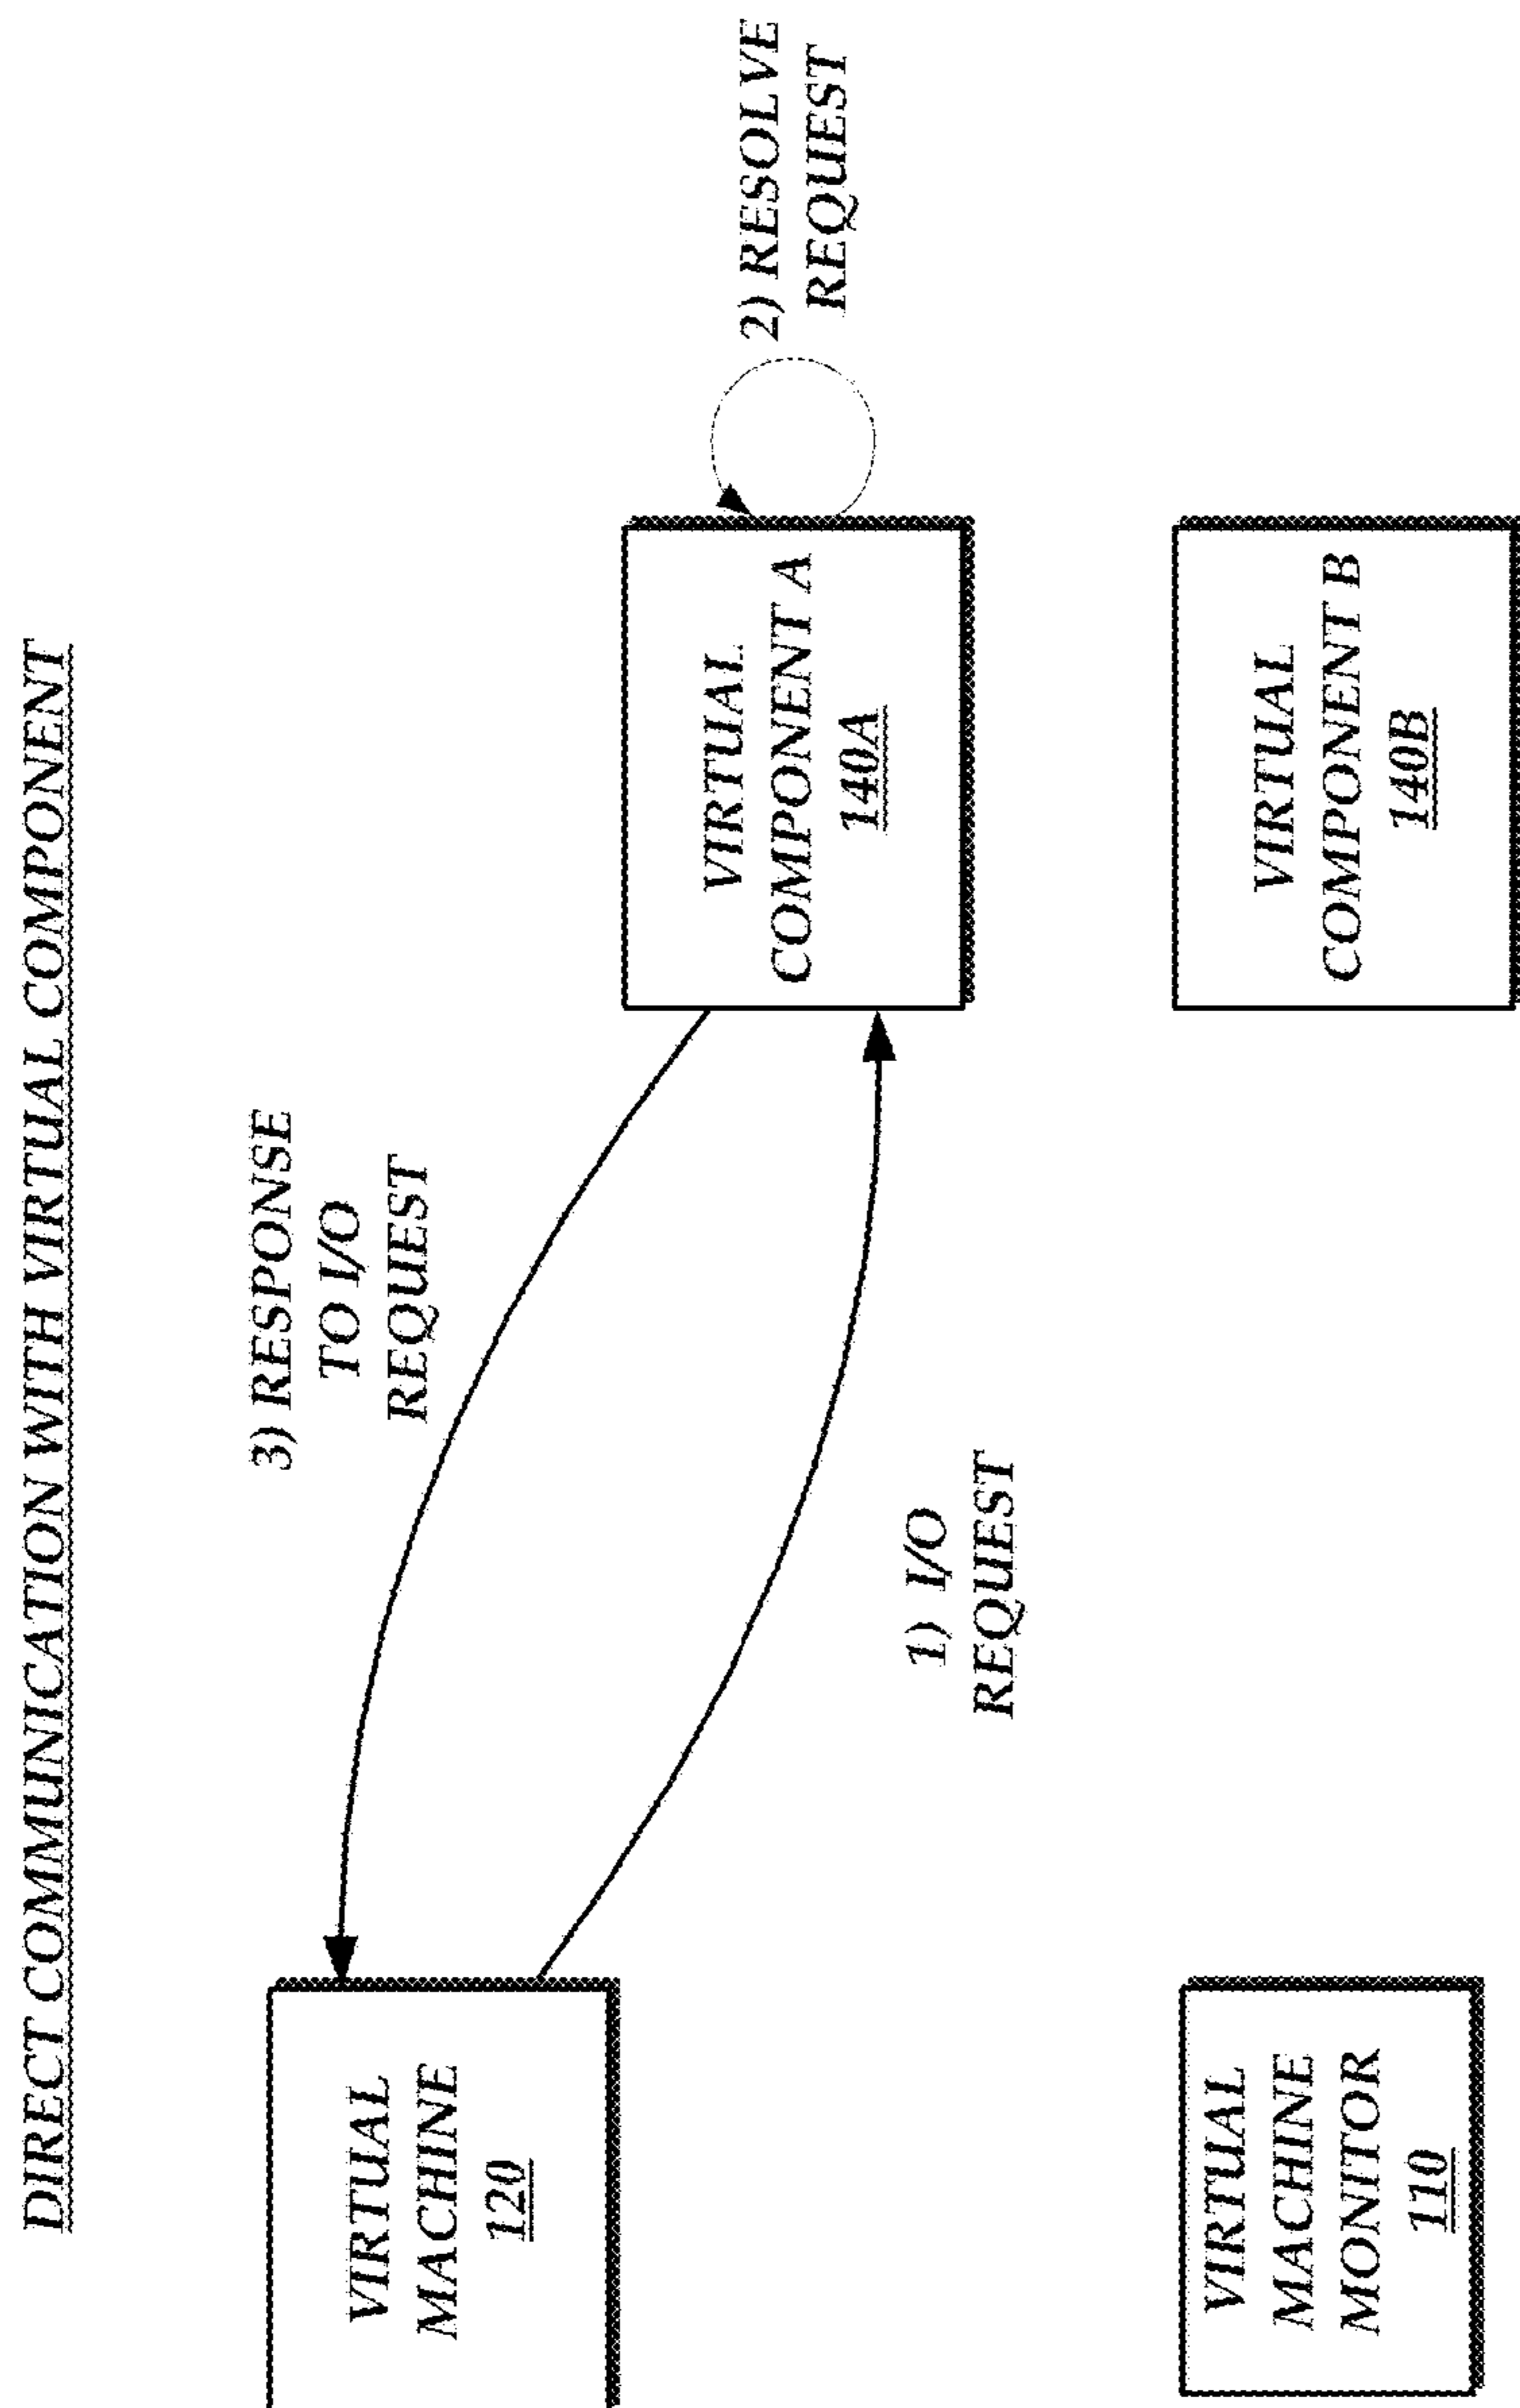 DIRECT COMMUNICATION WITH VIRTUAL COMPONENT
3) RESPONSE
TO I/O
REQUEST
VIRTUAL
MACHINE
120
1) I/O
REQUEST
VIRTUAL
COMPONENT A
140A
2) RESOLVE
REQUEST
VIRTUAL
MACHINE
MONITOR
110
VIRTUAL
COMPONENT B
140B